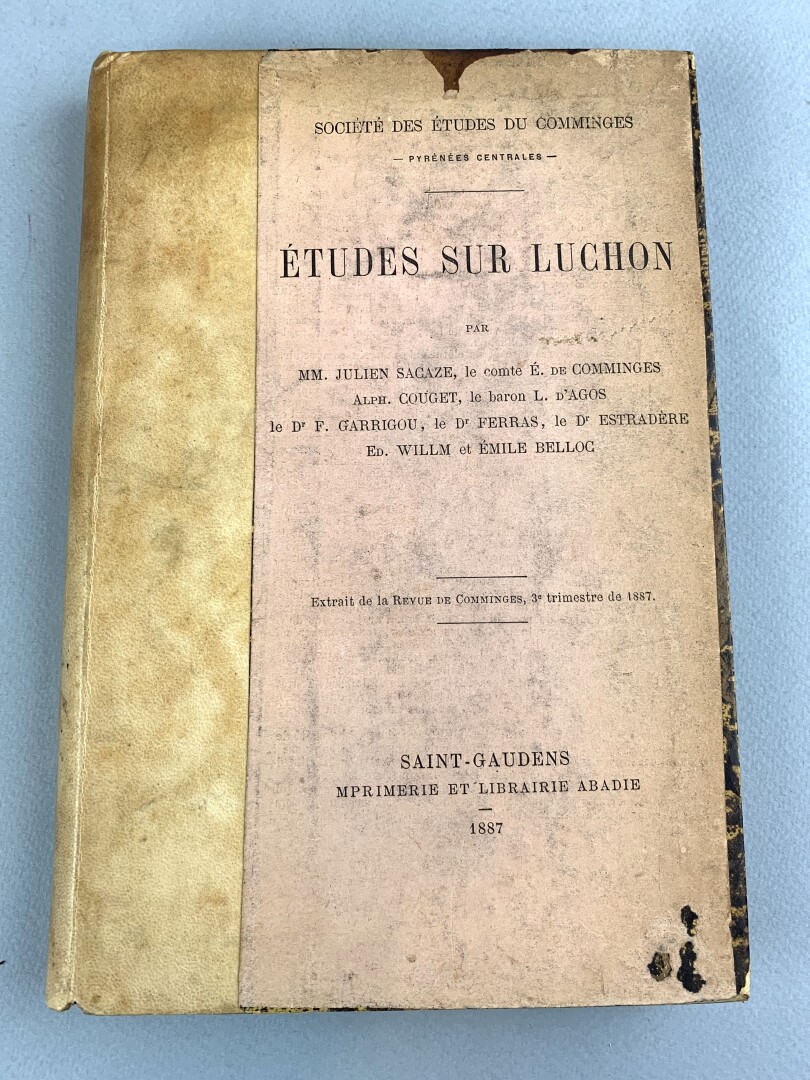 SOCIÉTÉ DES ÉTUDES DU COMMINGES
— PYRÉNÉES CENTRALES —
ÉTUDES SUR LUCHON
PAR
MM. JULIEN SACAZE, le comte É. DE COMMINGES
ALPH. COUGET, le baron L. D'AGOS
le Dr F. GARRIGOU, le Dr FERRAS, le Dr ESTRADÈRE
ED. WILLM et ÉMILE BELLOC
Extrait de la REVUE DE COMMINGES, 3e trimestre de 1887.
SAINT-GAUDENS
MPRIMERIE ET LIBRAIRIE ABADIE
1887